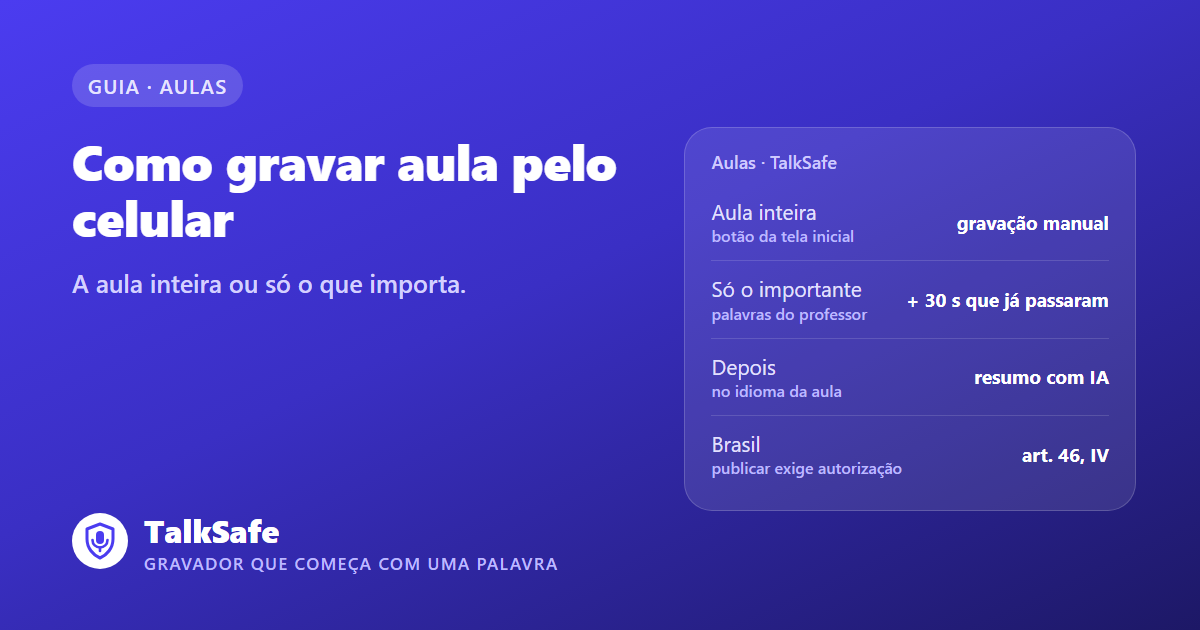 GUIA · AULAS
Como gravar aula pelo
celular
A aula inteira ou só o que importa.
Aulas · TalkSafe
Aula inteira
botão da tela inicial
gravação manual
Só o importante
palavras do professor
+ 30 s que já passaram
Depois
no idioma da aula
resumo com IA
Brasil
publicar exige autorização
art. 46, IV
TalkSafe
GRAVADOR QUE COMEÇA COM UMA PALAVRA